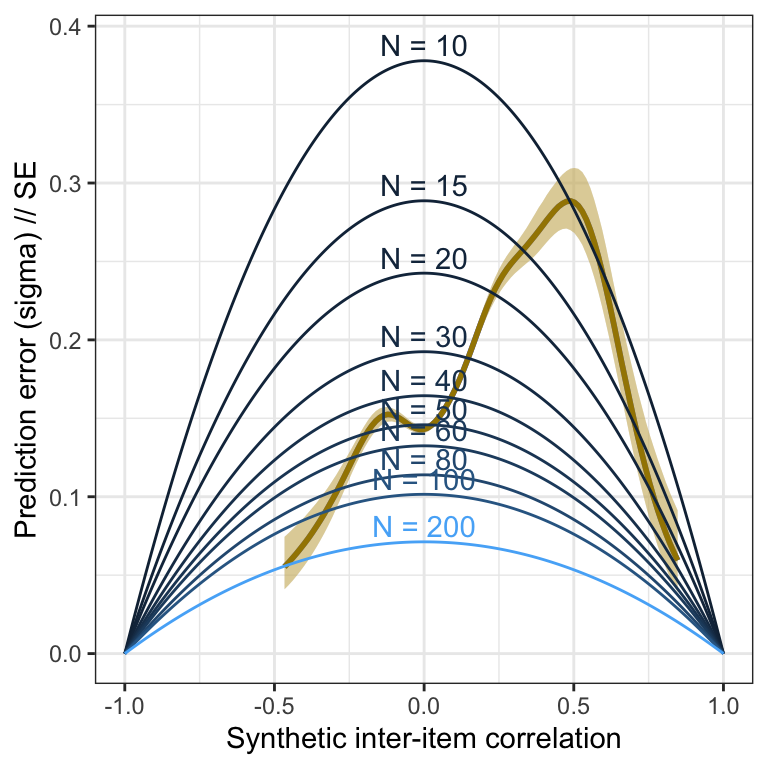 0.4
0.3
0.2
0.1
0.0
Prediction error (sigma) // SE
N = 10
N = 15
N = 20
N = 30
N = 40
N = 50
N = 60
N = 80
N = 100
N = 200
-1.0
-0.5
0.0
0.5
1.0
Synthetic inter-item correlation